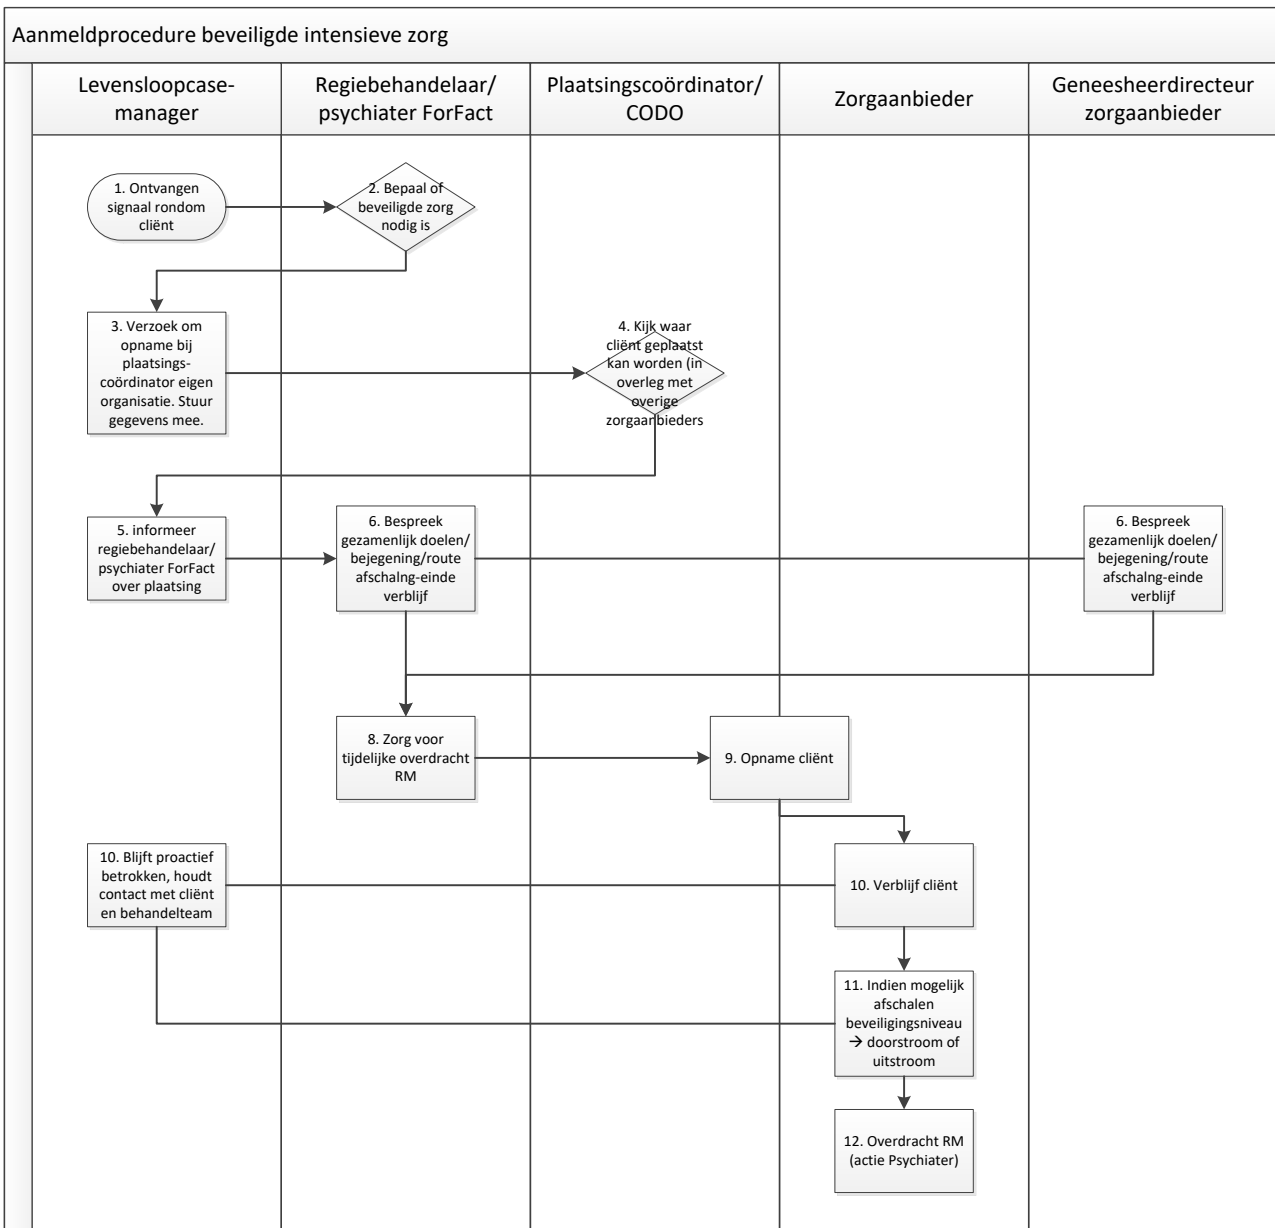 Aanmeldprocedure beveiligde intensieve zorg
Levensloopcase-
manager
Regiebehandelaar/
psychiater ForFact
Plaatsingscoördinator/
CODO
Zorgaanbieder
Geneesheerdirecteur
zorgaanbieder
1. Ontvangen
signaal rondom
cliënt
2. Bepaal of
beveiligde zorg
nodig is
3. Verzoek om
opname bij
plaatsings-
coördinator eigen
organisatie. Stuur
gegevens mee.
4. Kijk waar
cliënt geplaatst
kan worden (in
overleg met
overige
zorgaanbieders
5. informeer
regiebehandelaar/
psychiater ForFact
over plaatsing
6. Bespreek
gezamenlijk doelen/
bejegening/route
afschalng-einde
verblijf
6. Bespreek
gezamenlijk doelen/
bejegening/route
afschalng-einde
verblijf
8. Zorg voor
tijdelijke overdracht
RM
9. Opname cliënt
10. Blijft proactief
betrokken, houdt
contact met cliënt
en behandelteam
10. Verblijf cliënt
11. Indien mogelijk
afschalen
beveiligingsniveau
→ doorstroom of
uitstroom
12. Overdracht RM
(actie Psychiater)